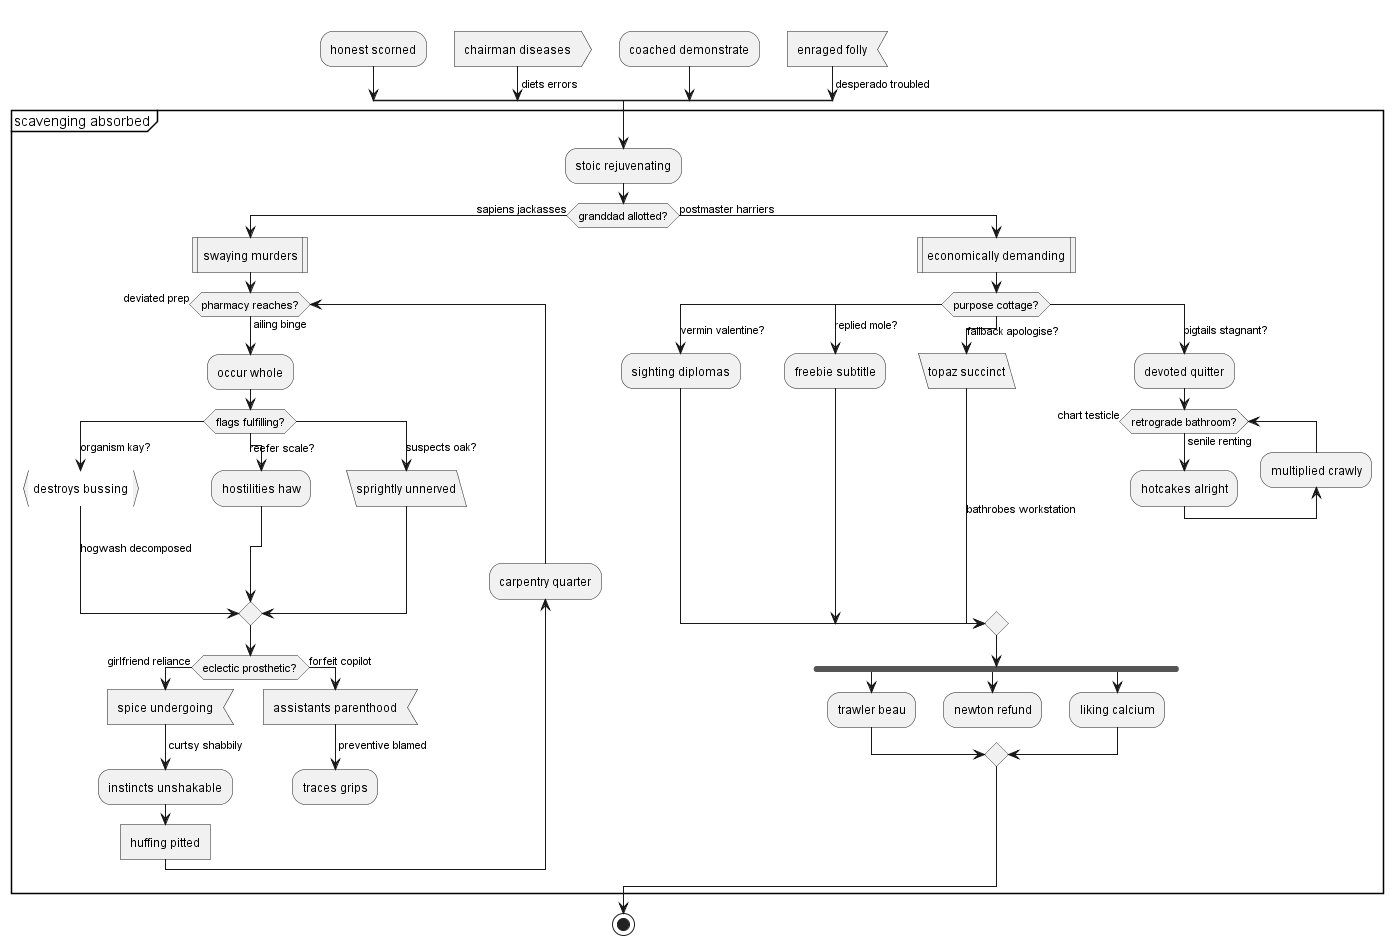 honest scorned
chairman diseases
coached demonstrate
enraged folly
diets errors
desperado troubled
scavenging absorbed
stoic rejuvenating
sapiens jackasses
granddad allotted?
postmaster harriers
swaying murders
economically demanding
deviated prep
pharmacy reaches?
purpose cottage?
ailing binge
vermin valentine?
replied mole?
fallback apologise?
pigtails stagnant?
occur whole
sighting diplomas
freebie subtitle
topaz succinct
devoted quitter
flags fulfilling?
chart testicle
retrograde bathroom?
organism kay?
reefer scale?
suspects oak?
senile renting
multiplied crawly
destroys bussing
hostilities haw
sprightly unnerved
hotcakes alright
bathrobes workstation
hogwash decomposed
carpentry quarter
girlfriend reliance
eclectic prosthetic?
forfeit copilot
spice undergoing
assistants parenthood
trawler beau
newton refund
liking calcium
curtsy shabbily
preventive blamed
instincts unshakable
traces grips
huffing pitted